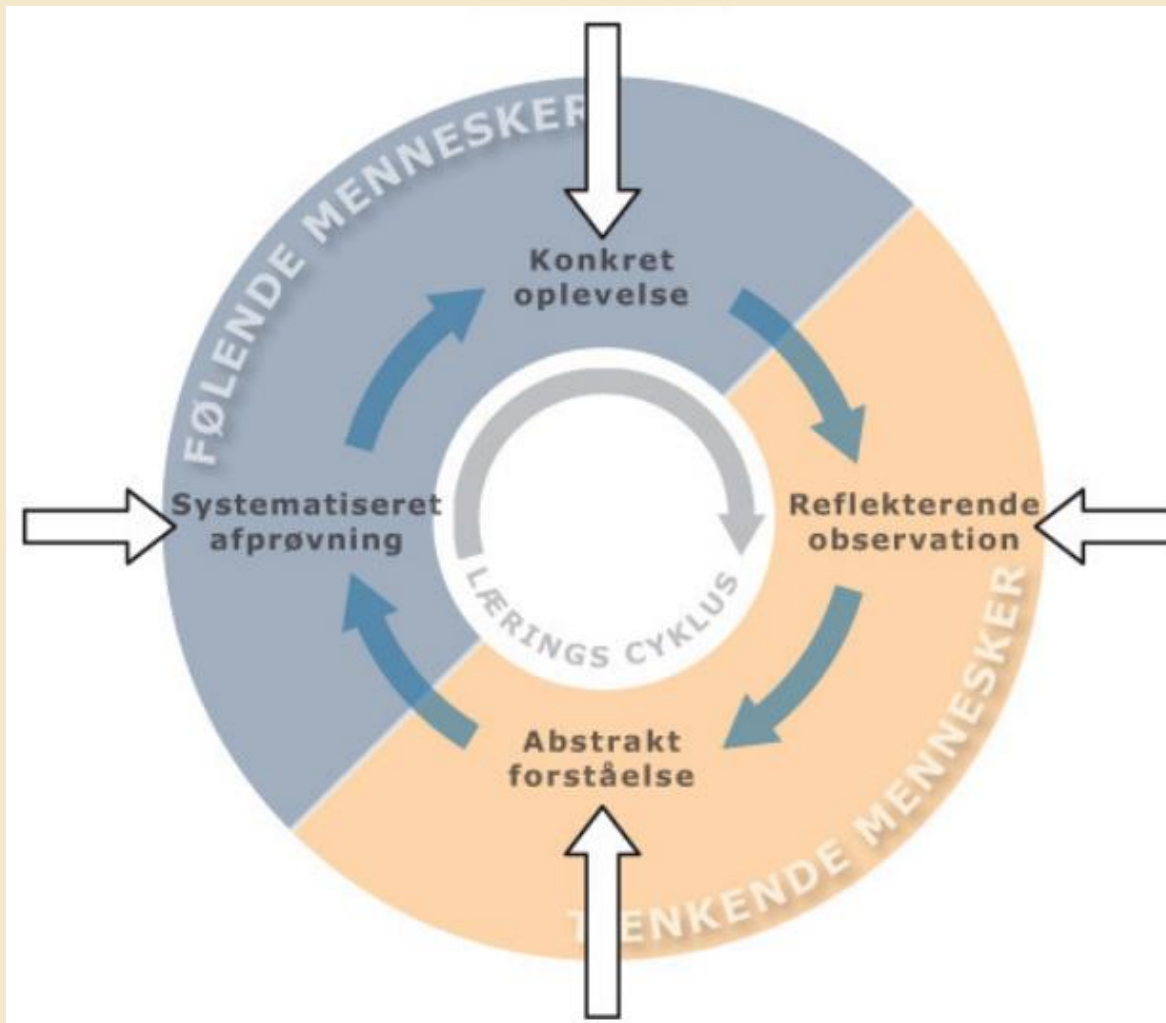 FØLENDE MENNESKER
Konkret
oplevelse
Systematiseret
afprøvning
Reflekterende
observation
LÆRINGS CYKLUS
Abstrakt
forståelse
MENNESKER